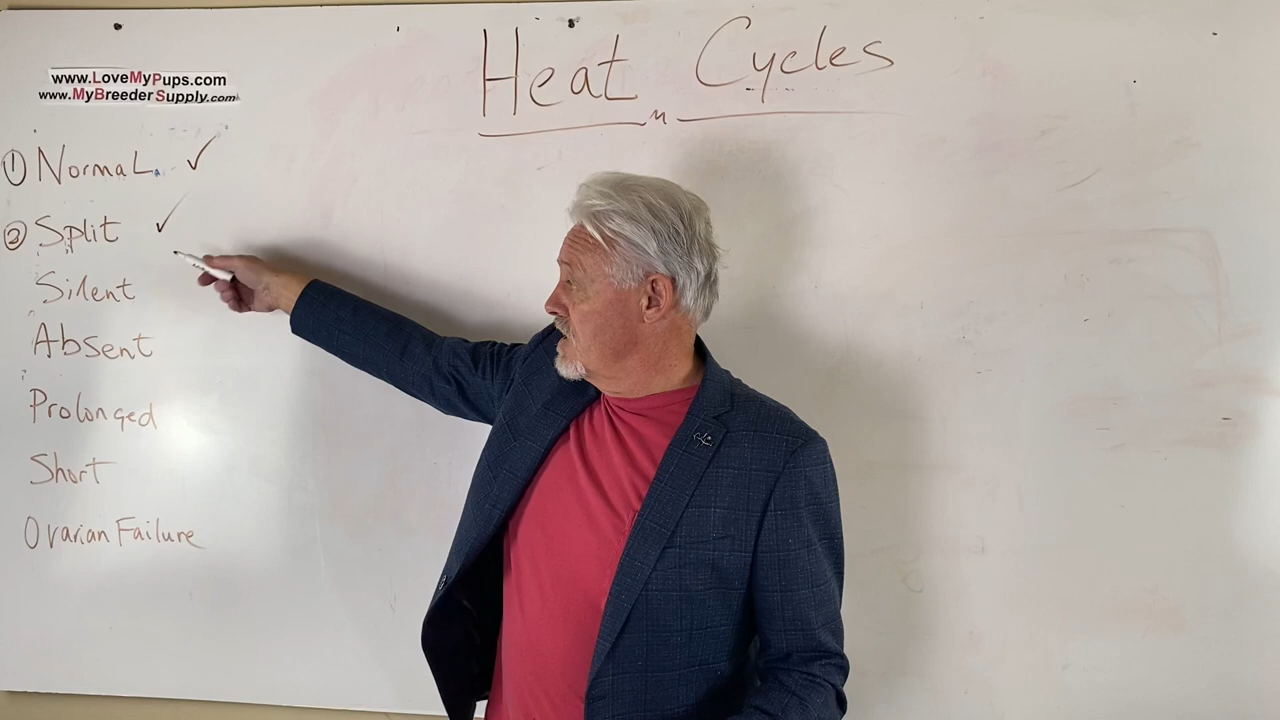 Heat Cycles
www.LoveMyPups.com
www.MyBreederSupply.com
① Normal. ✓
② Split ✓
Silent
Absent
Prolonged
Short
Ovarian Failure